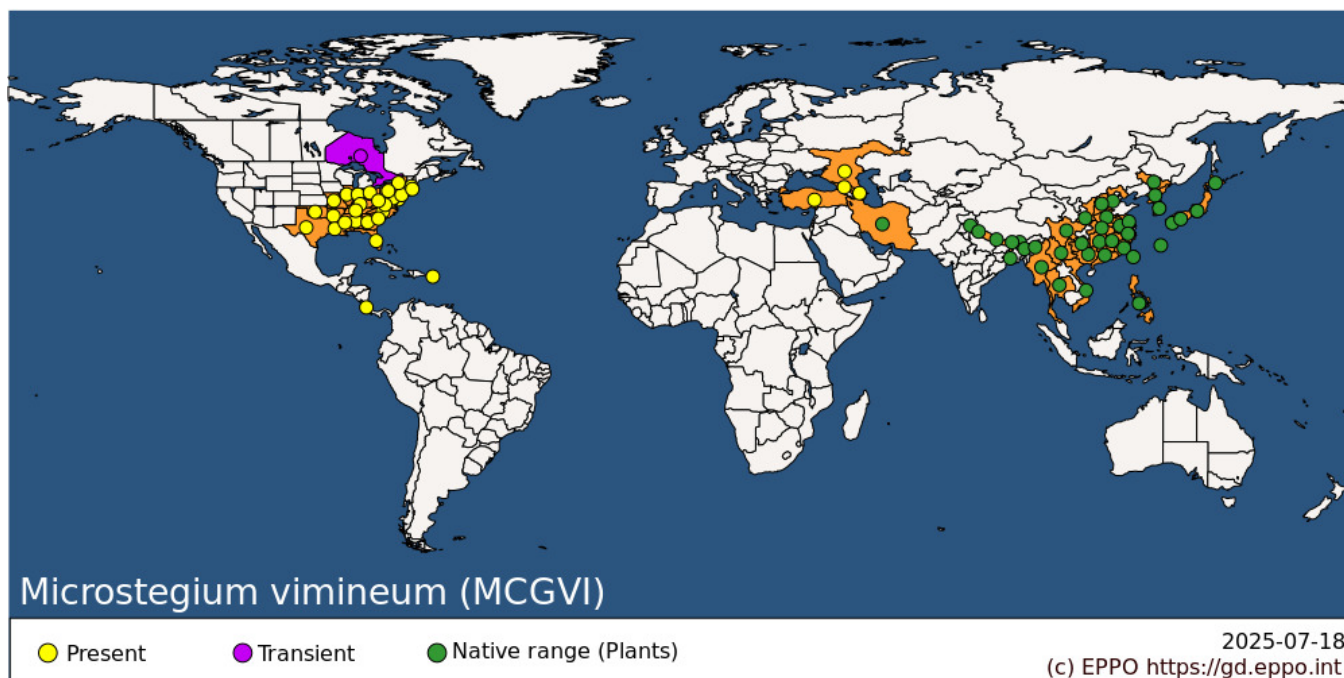 Microstegium vimineum (MCGVI)
Present
Transient
Native range (Plants)
2025-07-18
(c) EPPO https://gd.eppo.int